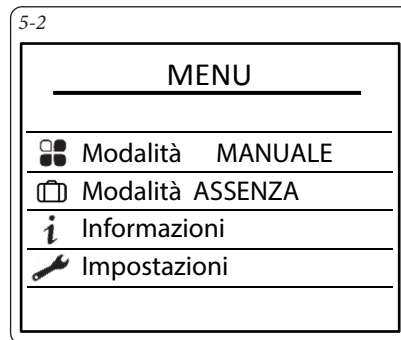 5-2
MENU
Modalità MANUALE
Modalità ASSENZA
Informazioni
Impostazioni